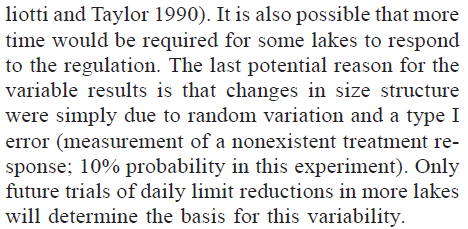 liotti and Taylor 1990). It is also possible that more
time would be required for some lakes to respond
to the regulation. The last potential reason for the
variable results is that changes in size structure
were simply due to random variation and a type I
error (measurement of a nonexistent treatment re-
sponse; 10% probability in this experiment). Only
future trials of daily limit reductions in more lakes
will determine the basis for this variability.